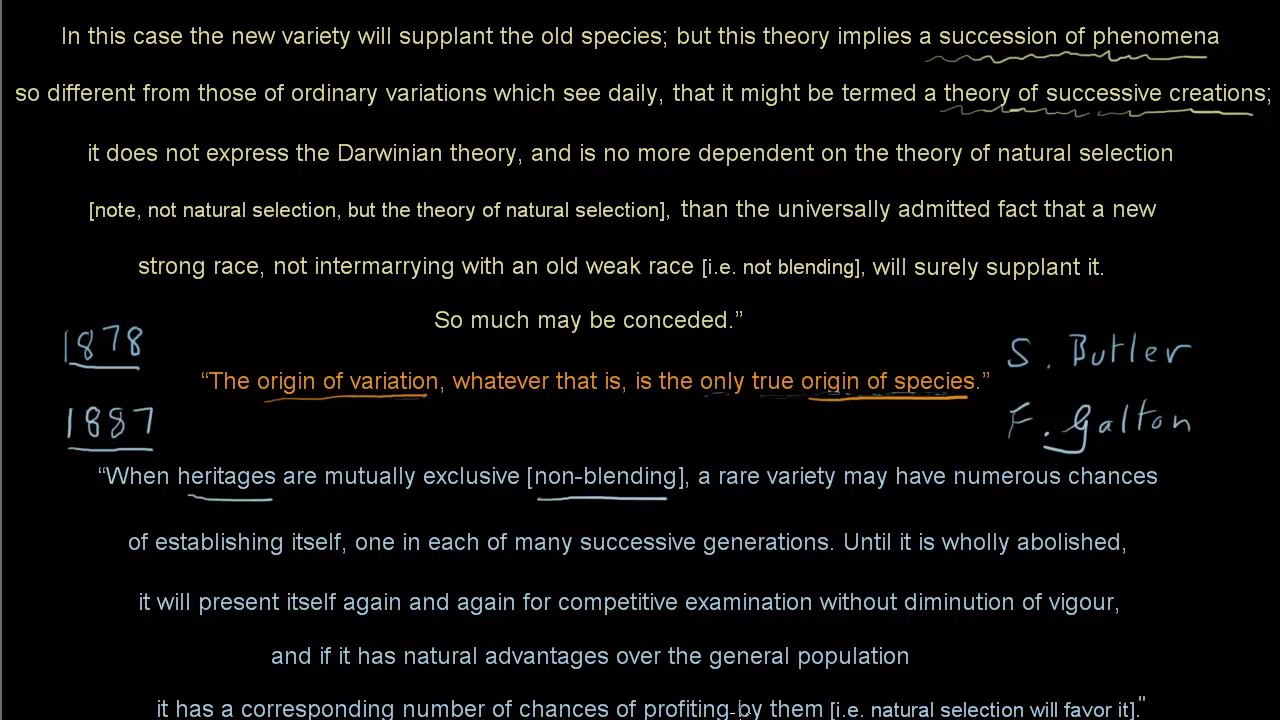 In this case the new variety will supplant the old species; but this theory implies a succession of phenomena
so different from those of ordinary variations which see daily, that it might be termed a theory of successive creations;
it does not express the Darwinian theory, and is no more dependent on the theory of natural selection
[note, not natural selection, but the theory of natural selection], than the universally admitted fact that a new
strong race, not intermarrying with an old weak race [i.e. not blending], will surely supplant it.
So much may be conceded.”
1878
S. Butler
“The origin of variation, whatever that is, is the only true origin of species.”
1887
F. Galton
“When heritages are mutually exclusive [non-blending], a rare variety may have numerous chances
of establishing itself, one in each of many successive generations. Until it is wholly abolished,
it will present itself again and again for competitive examination without diminution of vigour,
and if it has natural advantages over the general population
it has a corresponding number of chances of profiting-by them [i.e. natural selection will favor it]."